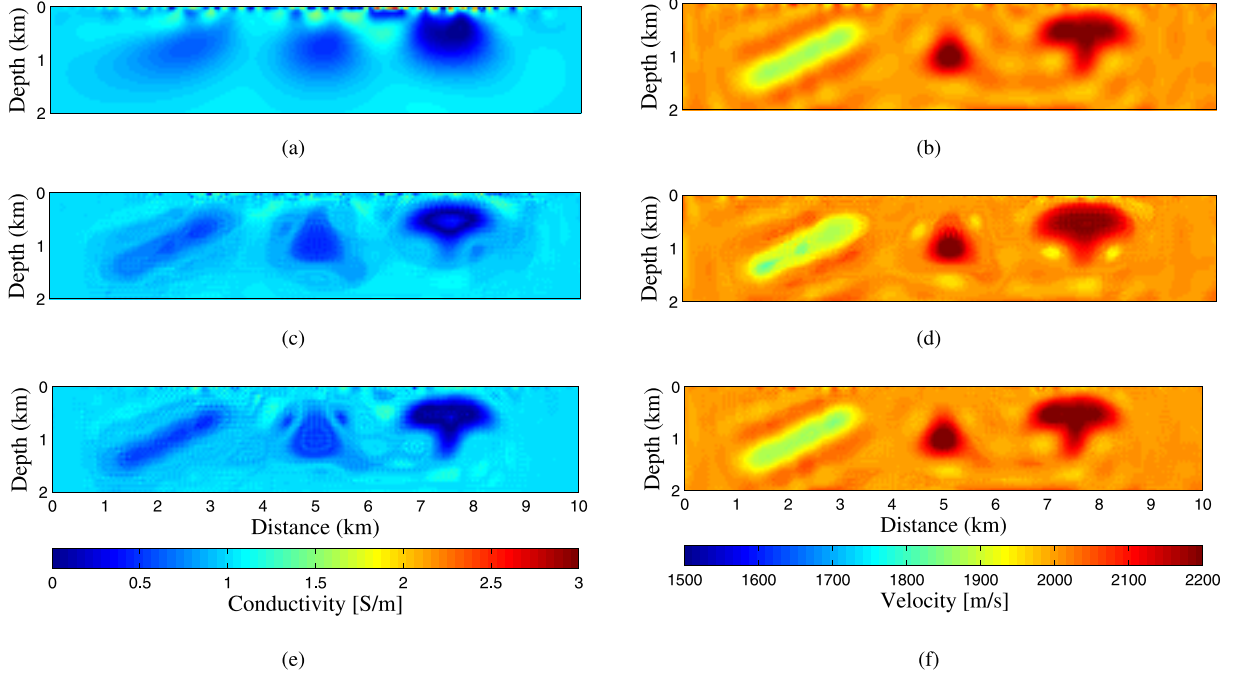 0
Depth (km)
1
2
(a)
0
Depth (km)
1
2
(b)
0
Depth (km)
1
2
(c)
0
Depth (km)
1
2
(d)
0
Depth (km)
1
2
0 1 2 3 4 5 6 7 8 9 10
Distance (km)
0 0.5 1 1.5 2 2.5 3
Conductivity [S/m]
(e)
0
Depth (km)
1
2
0 1 2 3 4 5 6 7 8 9 10
Distance (km)
1500 1600 1700 1800 1900 2000 2100 2200
Velocity [m/s]
(f)